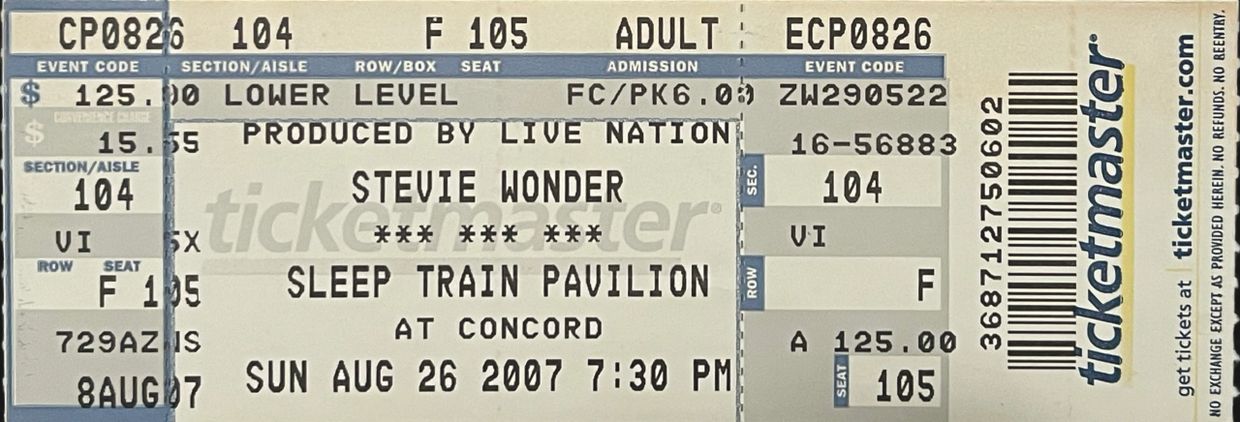 CP0826 104 F 105 ADULT ECP0826
EVENT CODE SECTION/AISLE ROW/BOX SEAT ADMISSION EVENT CODE
$ 125.00 LOWER LEVEL FC/PK6.00 ZW290522
CONVENIENCE CHARGE
$ 15.55 PRODUCED BY LIVE NATION 16-56883
SECTION/AISLE
104 STEVIE WONDER SEC. 104
ticketmaster®
VI 5X *** *** *** VI
ROW SEAT
F 105 SLEEP TRAIN PAVILION ROW F
729AZ NS AT CONCORD A 125.00
8AUG07 SUN AUG 26 2007 7:30 PM SEAT 105
368712750602
ticketmaster®
get tickets at ticketmaster.com
NO EXCHANGE EXCEPT AS PROVIDED HEREIN. NO REFUNDS. NO REENTRY.